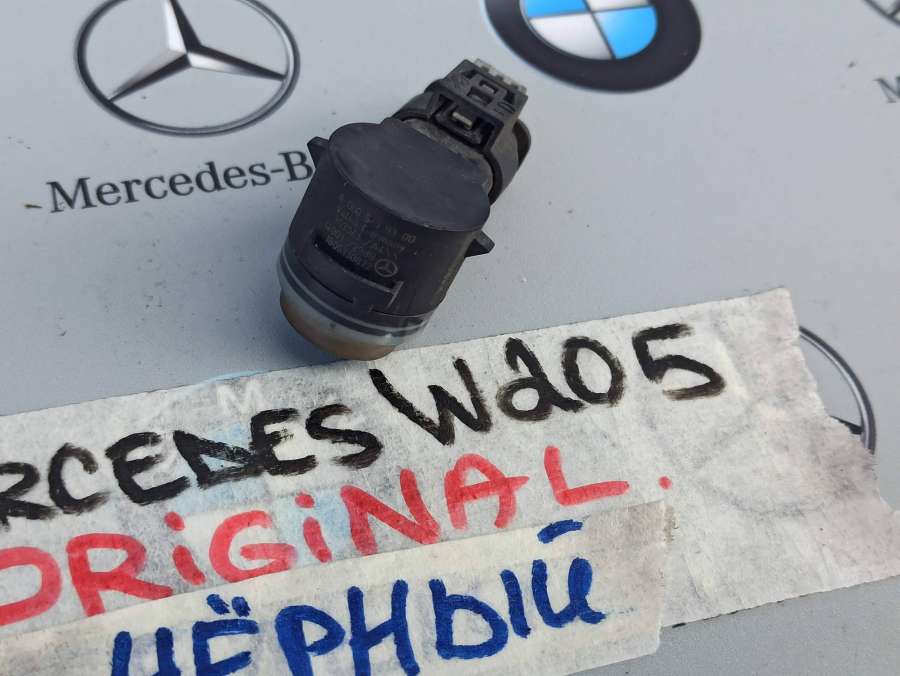 Mercedes-B
M
RCEDES W205
ORiGiNAL.
ЧЁРНЫЙ